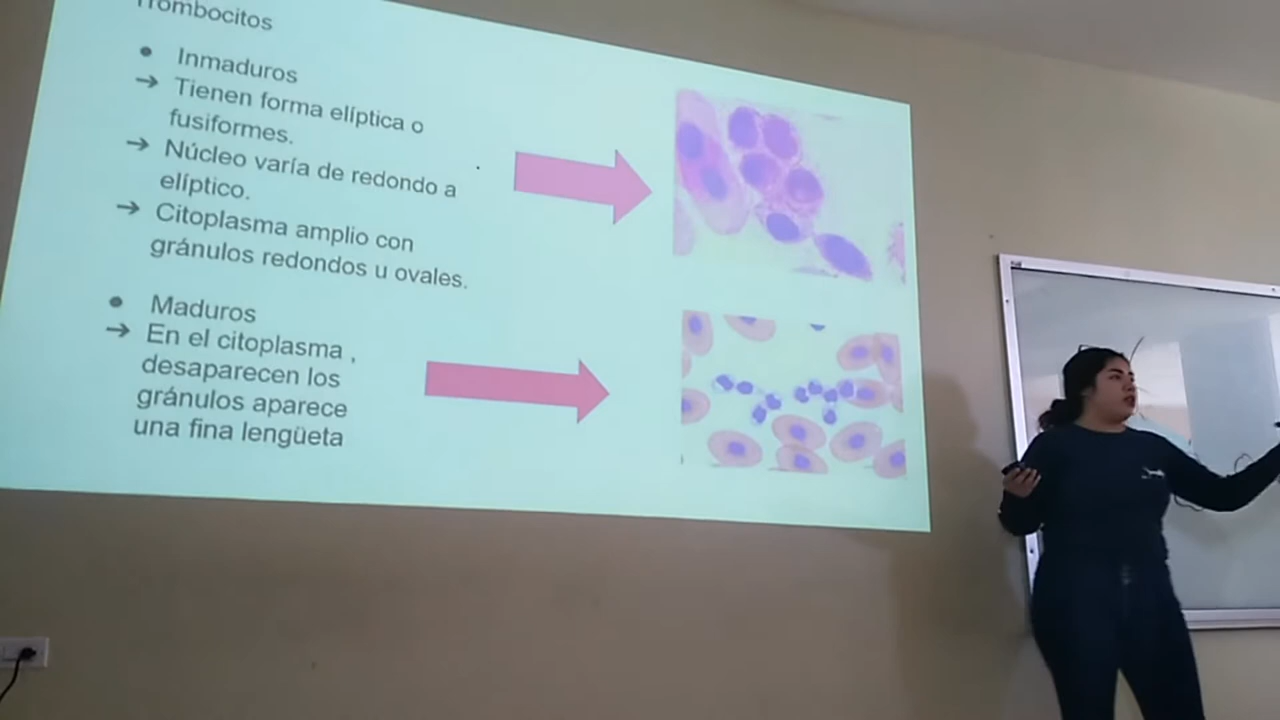 Trombocitos
● Inmaduros
➔ Tienen forma elíptica o
fusiformes.
➔ Núcleo varía de redondo a
elíptico.
➔ Citoplasma amplio con
gránulos redondos u ovales.
● Maduros
➔ En el citoplasma ,
desaparecen los
gránulos aparece
una fina lengüeta